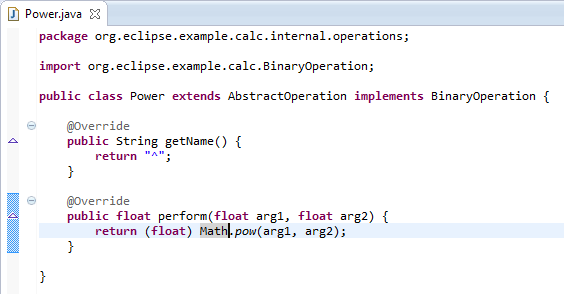 Power.java
package org.eclipse.example.calc.internal.operations;
import org.eclipse.example.calc.BinaryOperation;
public class Power extends AbstractOperation implements BinaryOperation {
@Override
public String getName() {
return "^";
}
@Override
public float perform(float arg1, float arg2) {
return (float) Math.pow(arg1, arg2);
}
}